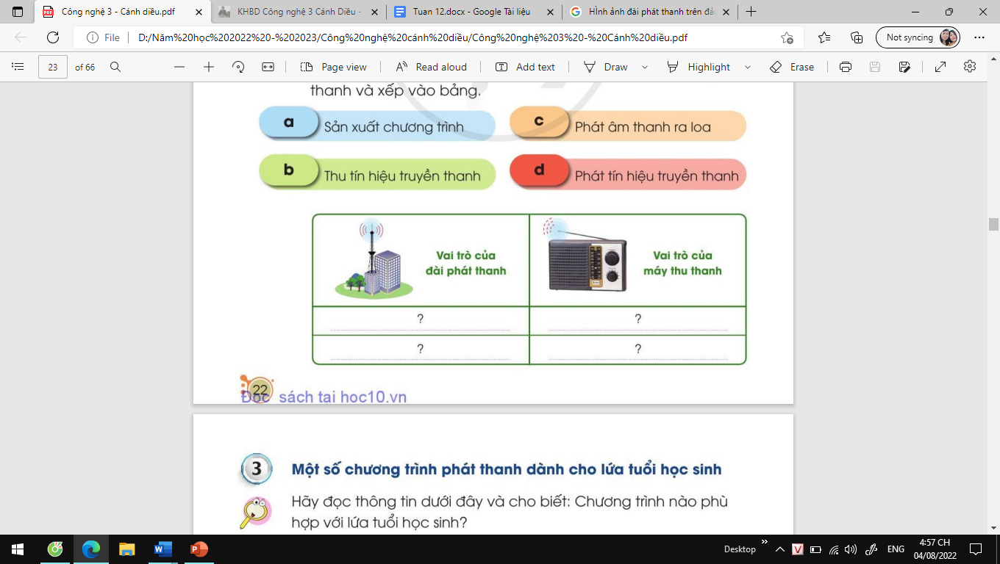 Công nghệ 3 - Cánh diều.pdf
KHBD Công nghệ 3 Cánh Diều -
Tuan 12.docx - Google Tài liệu
Hình ảnh đài phát thanh trên đả
File
D:/Năm%20học%202022%20-%202023/Công%20nghệ%20cánh%20diều/Công%20nghệ%203%20-%20Cánh%20diều.pdf
Not syncing
23 of 66
Page view
Read aloud
Add text
Draw
Highlight
Erase
thanh và xếp vào bảng.
a Sản xuất chương trình
c Phát âm thanh ra loa
b Thu tín hiệu truyền thanh
d Phát tín hiệu truyền thanh
Vai trò của
đài phát thanh
Vai trò của
máy thu thanh
? ?
? ?
22
Đọc sách tại hoc10.vn
3 Một số chương trình phát thanh dành cho lứa tuổi học sinh
Hãy đọc thông tin dưới đây và cho biết: Chương trình nào phù
hợp với lứa tuổi học sinh?
Desktop
ENG
4:57 CH
04/08/2022